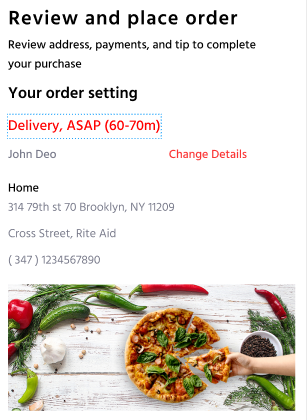 Review and place order
Review address, payments, and tip to complete
your purchase
Your order setting
Delivery, ASAP (60-70m)
John Deo
Change Details
Home
314 79th st 70 Brooklyn, NY 11209
Cross Street, Rite Aid
( 347 ) 1234567890